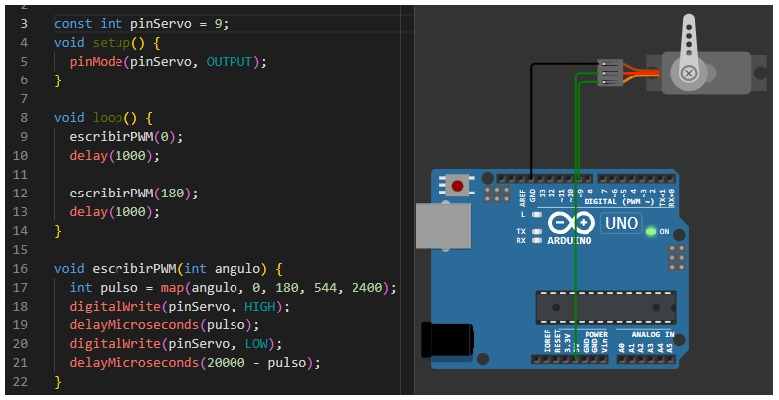 2
3 const int pinServo = 9;
4 void setup() {
5 pinMode(pinServo, OUTPUT);
6 }
7
8 void loop() {
9 escribirPWM(0);
10 delay(1000);
11
12 escribirPWM(180);
13 delay(1000);
14 }
15
16 void escribirPWM(int angulo) {
17 int pulso = map(angulo, 0, 180, 544, 2400);
18 digitalWrite(pinServo, HIGH);
19 delayMicroseconds(pulso);
20 digitalWrite(pinServo, LOW);
21 delayMicroseconds(20000 - pulso);
22 }
AREF
GND
13
12
~11
~10
~9
8
7
~6
~5
4
~3
2
TX→1
RX←0
DIGITAL (PWM ~)
L
TX
RX
UNO
ON
ARDUINO
IOREF
RESET
3.3V
5V
GND
GND
Vin
POWER
ANALOG IN
A0
A1
A2
A3
A4
A5